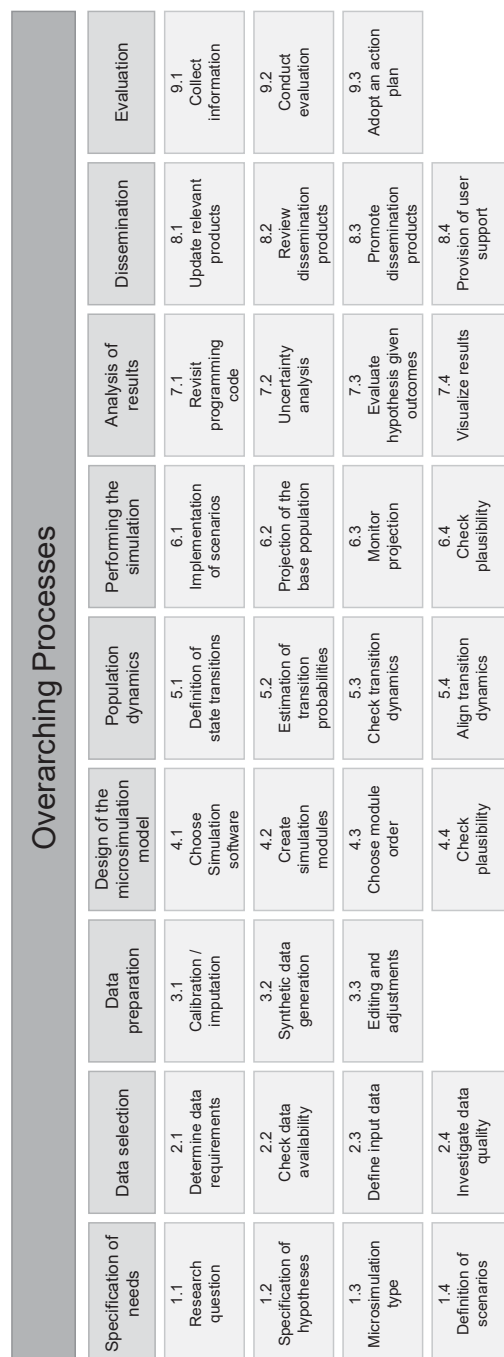 Overarching Processes
Specification of
needs
1.1
Research
question
1.2
Specification of
hypotheses
1.3
Microsimulation
type
1.4
Definition of
scenarios
Data selection
2.1
Determine data
requirements
2.2
Check data
availability
2.3
Define input data
2.4
Investigate data
quality
Data
preparation
3.1
Calibration /
imputation
3.2
Synthetic data
generation
3.3
Editing and
adjustments
Design of the
microsimulation
model
4.1
Choose
Simulation
software
4.2
Create
simulation
modules
4.3
Choose module
order
4.4
Check
plausibility
Population
dynamics
5.1
Definition of
state transitions
5.2
Estimation of
transition
probabilities
5.3
Check transition
dynamics
5.4
Align transition
dynamics
Performing the
simulation
6.1
Implementation
of scenarios
6.2
Projection of the
base population
6.3
Monitor
projection
6.4
Check
plausibility
Analysis of
results
7.1
Revisit
programming
code
7.2
Uncertainty
analysis
7.3
Evaluate
hypothesis given
outcomes
7.4
Visualize results
Dissemination
8.1
Update relevant
products
8.2
Review
dissemination
products
8.3
Promote
dissemination
products
8.4
Provision of user
support
Evaluation
9.1
Collect
information
9.2
Conduct
evaluation
9.3
Adopt an action
plan